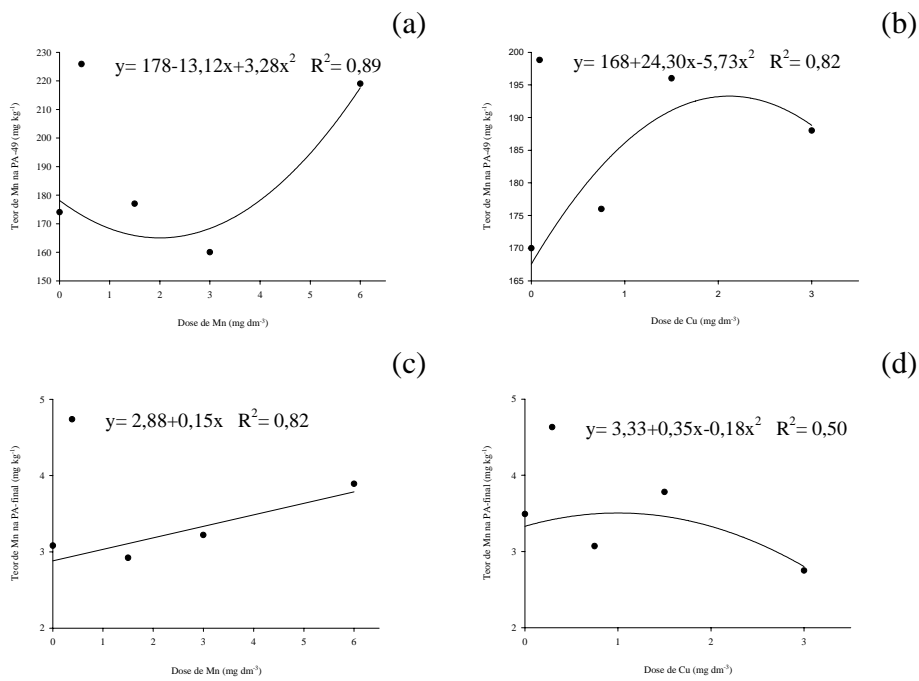 (a)
y= 178-13,12x+3,28x² R²= 0,89
230
220
210
200
190
180
170
160
150
0 1 2 3 4 5 6
Teor de Mn na PA-49 (mg kg⁻¹)
Dose de Mn (mg dm⁻³)
(b)
y= 168+24,30x-5,73x² R²= 0,82
200
195
190
185
180
175
170
165
0 1 2 3
Teor de Mn na PA-49 (mg kg⁻¹)
Dose de Cu (mg dm⁻³)
(c)
y= 2,88+0,15x R²= 0,82
5
4
3
2
0 1 2 3 4 5 6
Teor de Mn na PA-final (mg kg⁻¹)
Dose de Mn (mg dm⁻³)
(d)
y= 3,33+0,35x-0,18x² R²= 0,50
5
4
3
2
0 1 2 3
Teor de Mn na PA-final (mg kg⁻¹)
Dose de Cu (mg dm⁻³)